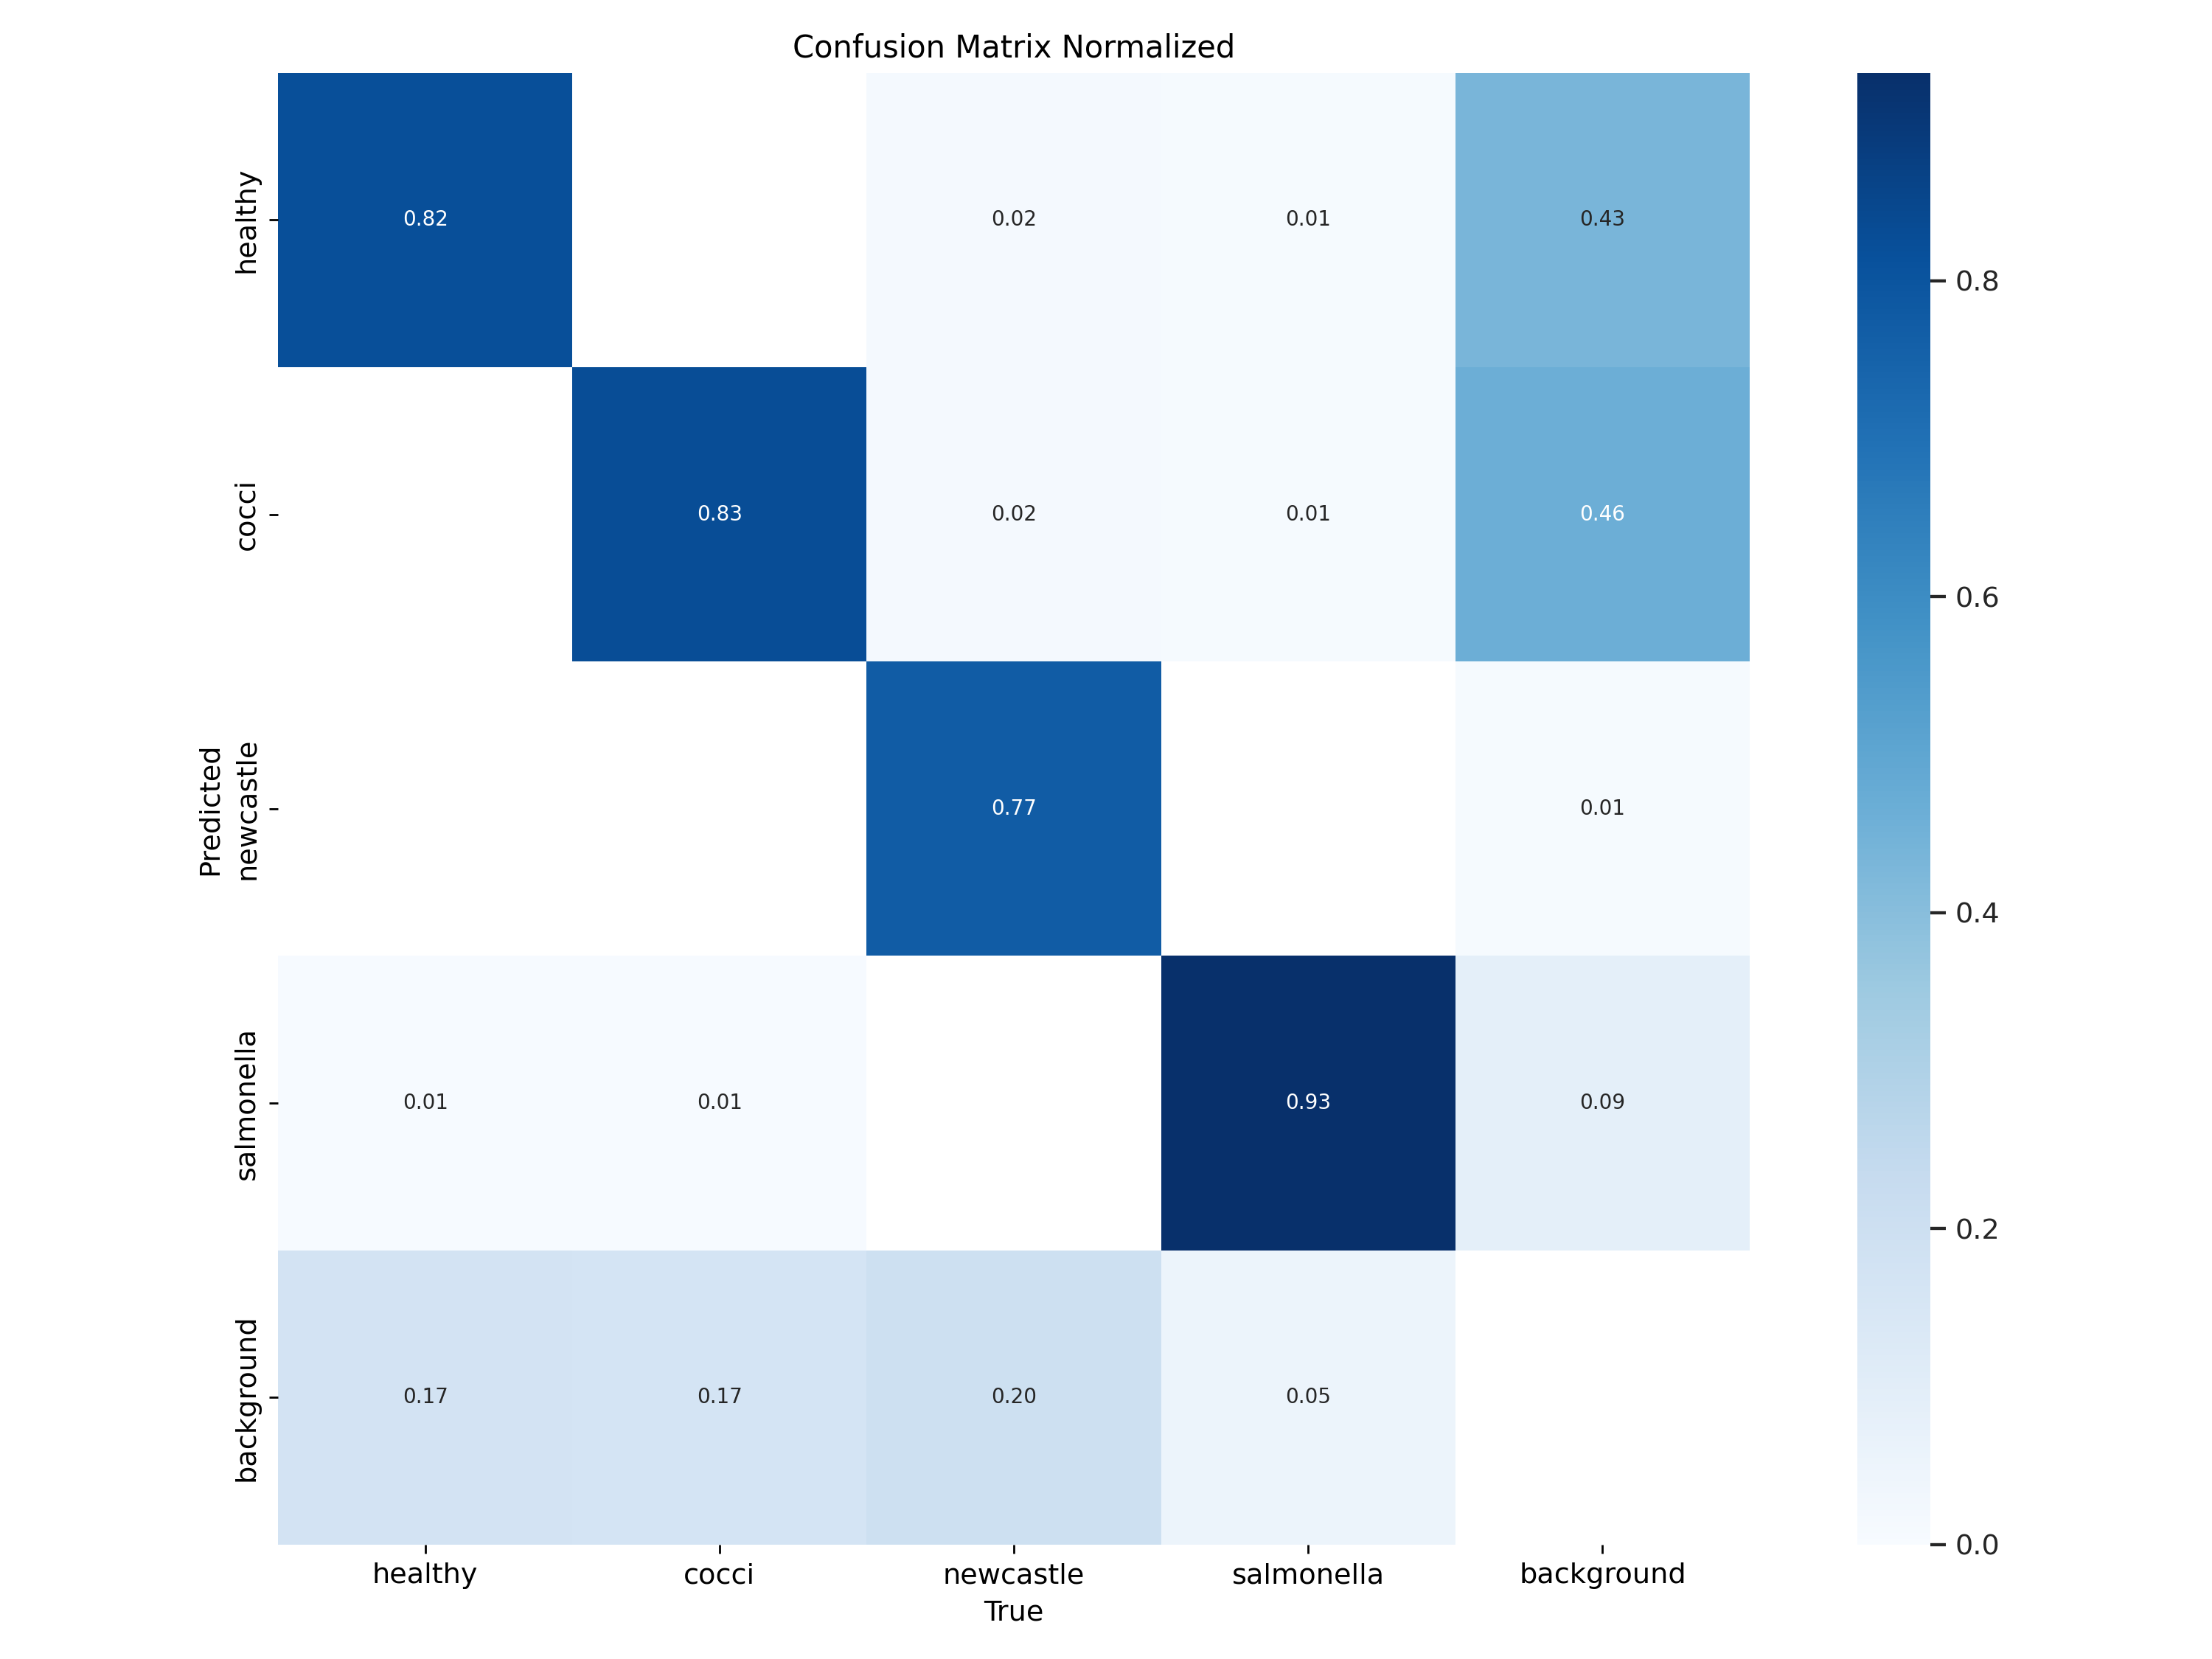 Confusion Matrix Normalized
healthy
0.82
0.02
0.01
0.43
cocci
0.83
0.02
0.01
0.46
Predicted
newcastle
0.77
0.01
salmonella
0.01
0.01
0.93
0.09
background
0.17
0.17
0.20
0.05
healthy
cocci
newcastle
salmonella
background
True
0.8
0.6
0.4
0.2
0.0